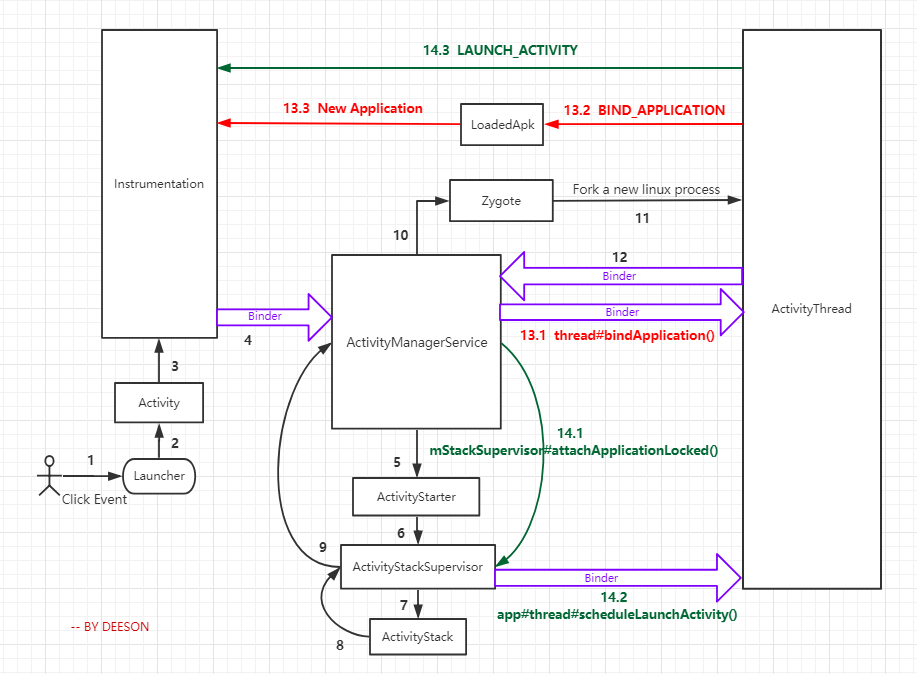 14.3 LAUNCH_ACTIVITY
13.3 New Application
13.2 BIND_APPLICATION
LoadedApk
Instrumentation
Zygote
Fork a new linux process
11
10
12
Binder
Binder
Binder
4
13.1 thread#bindApplication()
ActivityManagerService
ActivityThread
3
Activity
2
1
Launcher
Click Event
14.1
mStackSupervisor#attachApplicationLocked()
5
ActivityStarter
6
9
ActivityStackSupervisor
Binder
7
14.2
app#thread#scheduleLaunchActivity()
8
ActivityStack
-- BY DEESON